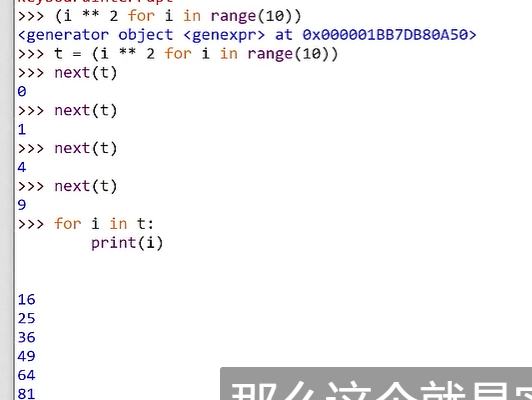 KeyboardInterrupt
>>> (i ** 2 for i in range(10))
<generator object <genexpr> at 0x000001BB7DB80A50>
>>> t = (i ** 2 for i in range(10))
>>> next(t)
0
>>> next(t)
1
>>> next(t)
4
>>> next(t)
9
>>> for i in t:
        print(i)
16
25
36
49
64
81
那么这个就是